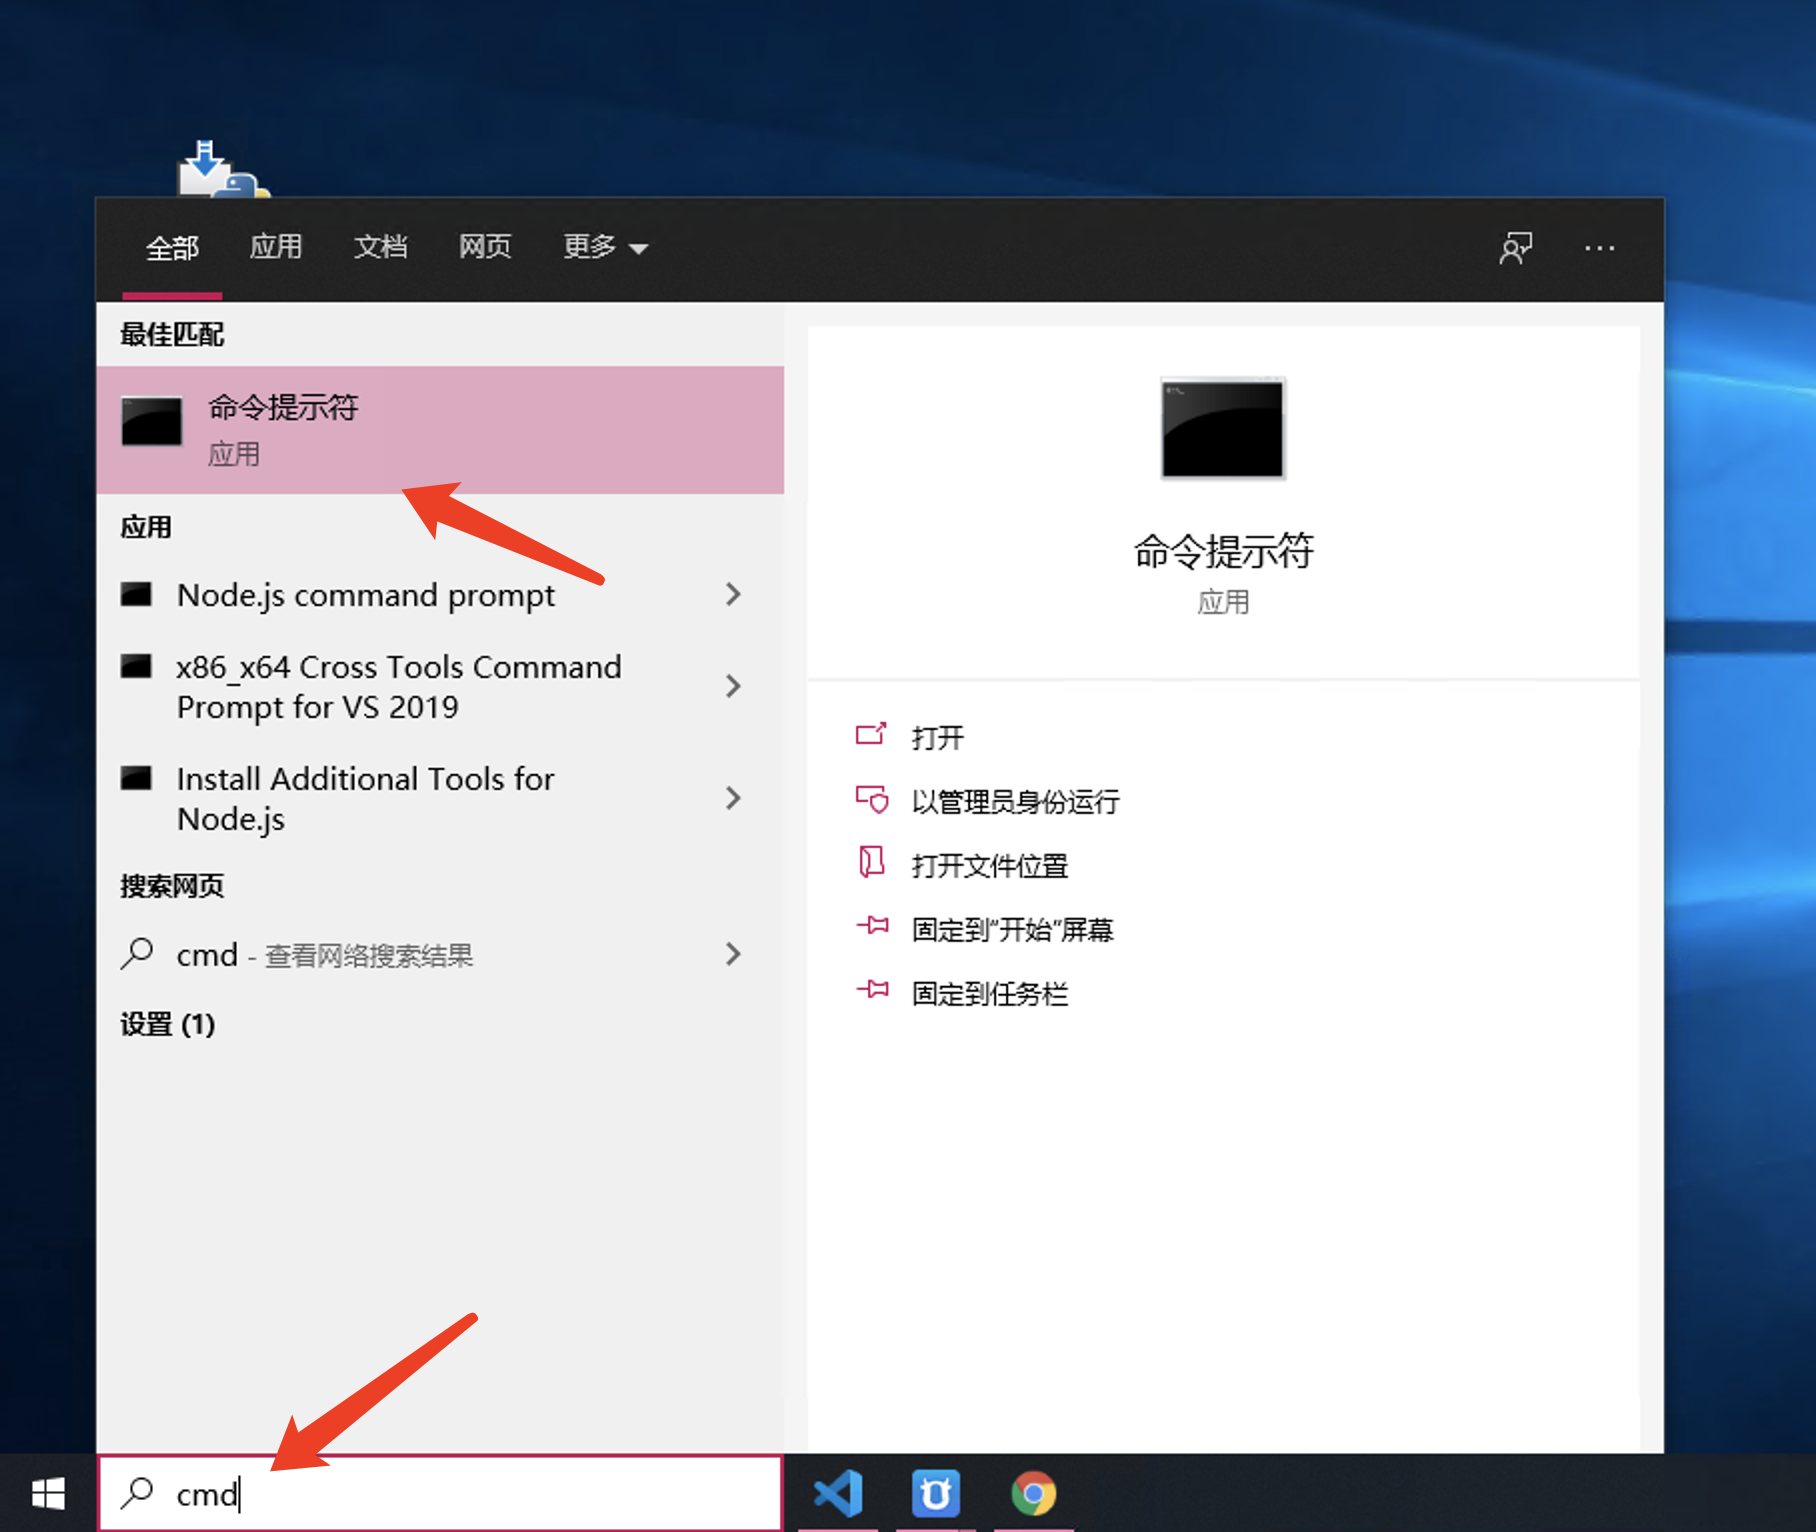 全部 应用 文档 网页 更多
最佳匹配
命令提示符
应用
应用
Node.js command prompt
x86_x64 Cross Tools Command
Prompt for VS 2019
Install Additional Tools for
Node.js
搜索网页
cmd - 查看网络搜索结果
设置 (1)
命令提示符
应用
打开
以管理员身份运行
打开文件位置
固定到"开始"屏幕
固定到任务栏
cmd